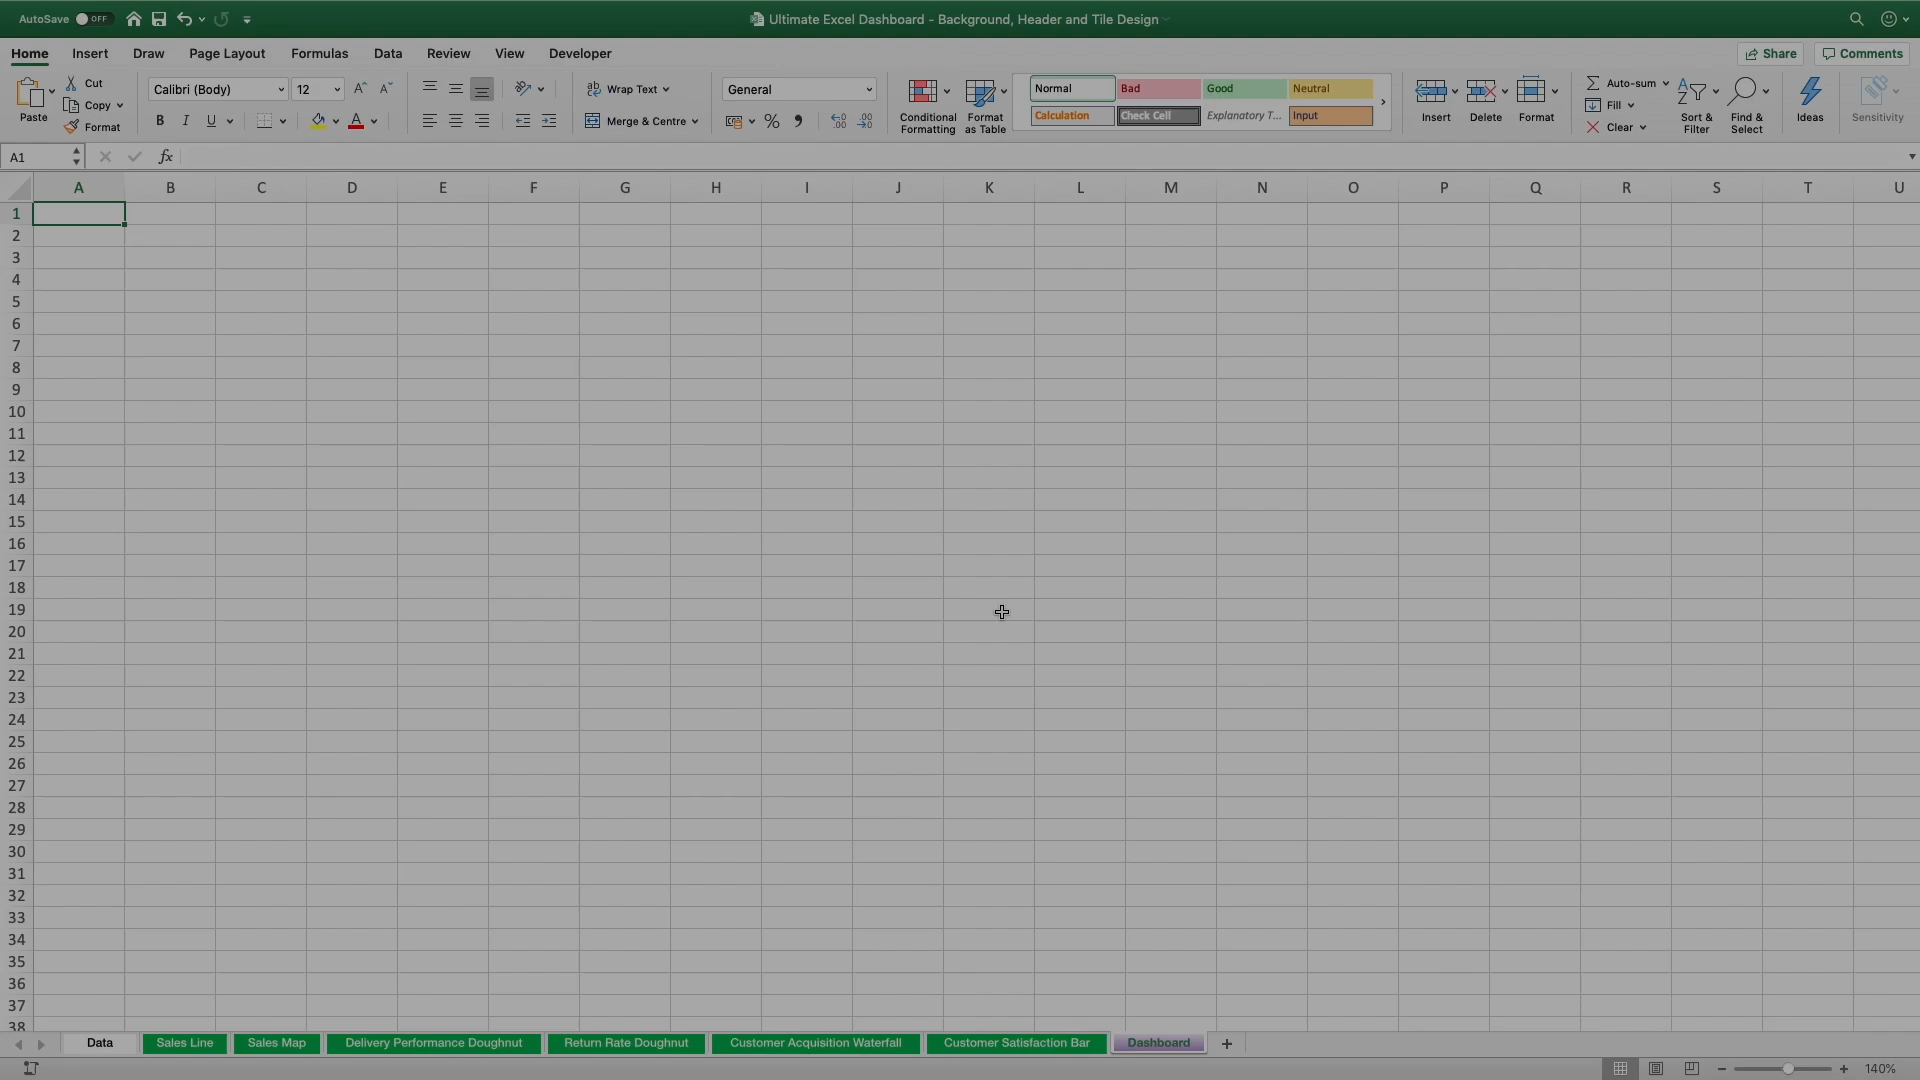 AutoSave OFF Ultimate Excel Dashboard - Background, Header and Tile Design
Home Insert Draw Page Layout Formulas Data Review View Developer Share Comments
Paste
Cut
Copy
Format
Calibri (Body) 12
B I U A
Wrap Text
Merge & Centre
General
% 
Conditional Formatting
Format as Table
Normal Bad Good Neutral
Calculation Check Cell Explanatory T... Input
Insert Delete Format
Auto-sum
Fill
Clear
Sort & Filter
Find & Select
Ideas
Sensitivity
A1 fx
A B C D E F G H I J K L M N O P Q R S T U
1
2
3
4
5
6
7
8
9
10
11
12
13
14
15
16
17
18
19
20
21
22
23
24
25
26
27
28
29
30
31
32
33
34
35
36
37
38
Data Sales Line Sales Map Delivery Performance Doughnut Return Rate Doughnut Customer Acquisition Waterfall Customer Satisfaction Bar Dashboard +
140%